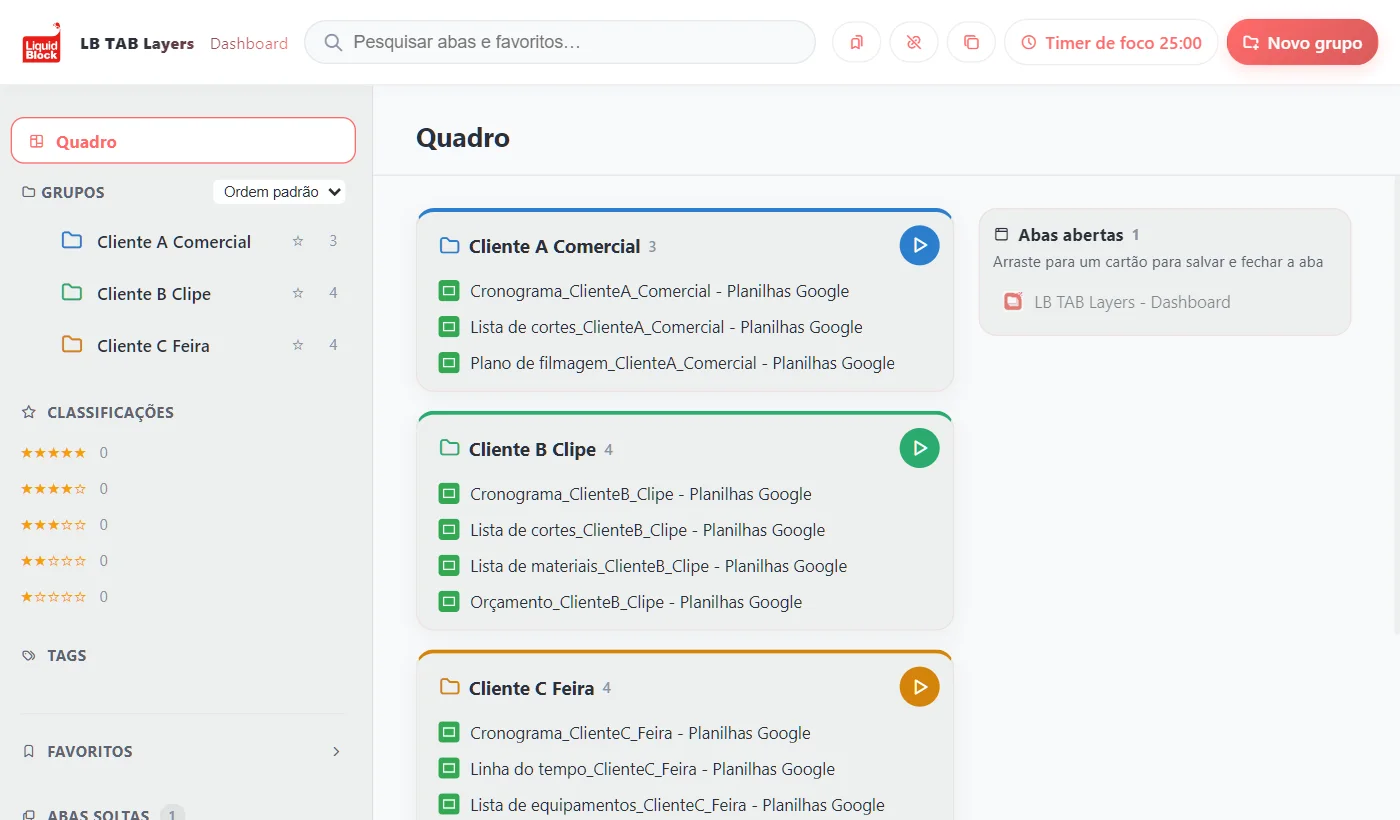 Liquid
Block
LB TAB Layers
Dashboard
Pesquisar abas e favoritos…
Timer de foco 25:00
Novo grupo
Quadro
GRUPOS
Ordem padrão
Cliente A Comercial 3
Cliente B Clipe 4
Cliente C Feira 4
CLASSIFICAÇÕES
★★★★★ 0
★★★★☆ 0
★★★☆☆ 0
★★☆☆☆ 0
★☆☆☆☆ 0
TAGS
FAVORITOS
ABAS SOLTAS 1
Quadro
Cliente A Comercial 3
Cronograma_ClienteA_Comercial - Planilhas Google
Lista de cortes_ClienteA_Comercial - Planilhas Google
Plano de filmagem_ClienteA_Comercial - Planilhas Google
Cliente B Clipe 4
Cronograma_ClienteB_Clipe - Planilhas Google
Lista de cortes_ClienteB_Clipe - Planilhas Google
Lista de materiais_ClienteB_Clipe - Planilhas Google
Orçamento_ClienteB_Clipe - Planilhas Google
Cliente C Feira 4
Cronograma_ClienteC_Feira - Planilhas Google
Linha do tempo_ClienteC_Feira - Planilhas Google
Lista de equipamentos_ClienteC_Feira - Planilhas Google
Abas abertas 1
Arraste para um cartão para salvar e fechar a aba
LB TAB Layers - Dashboard